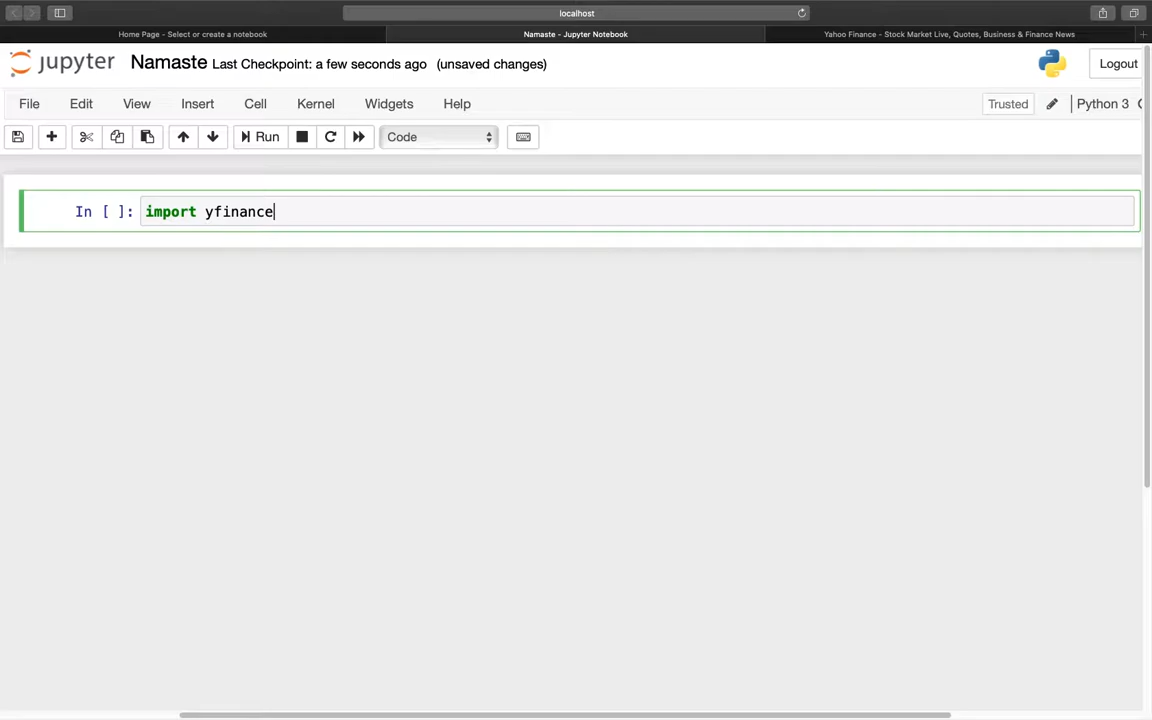 localhost
Home Page - Select or create a notebook
Namaste - Jupyter Notebook
Yahoo Finance - Stock Market Live, Quotes, Business & Finance News
jupyter Namaste Last Checkpoint: a few seconds ago (unsaved changes)
Logout
File Edit View Insert Cell Kernel Widgets Help
Trusted
Python 3
Run
Code
In [ ]: import yfinance